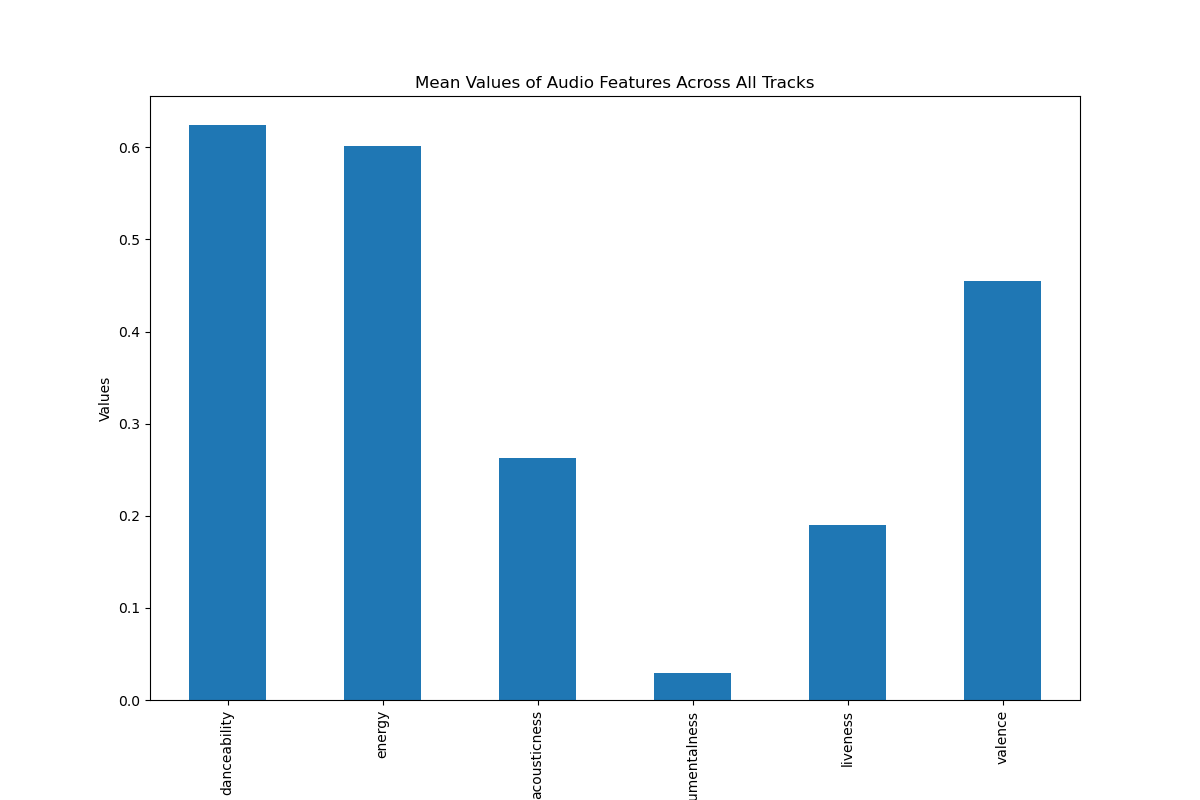 Mean Values of Audio Features Across All Tracks
Values
0.6
0.5
0.4
0.3
0.2
0.1
0.0
danceability
energy
acousticness
umentalness
liveness
valence